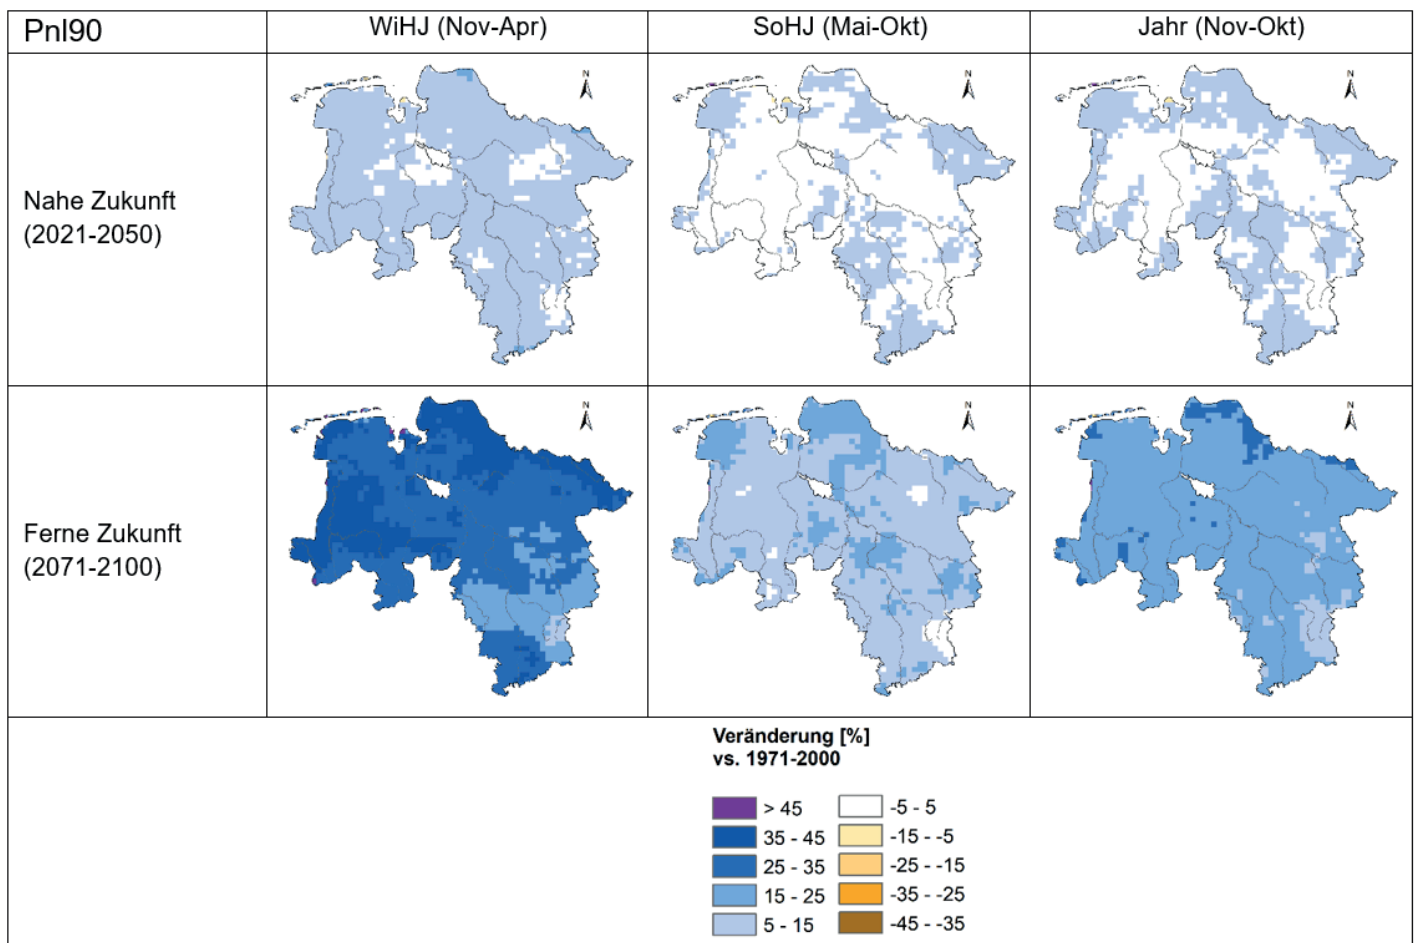 Pnl90
WiHJ (Nov-Apr)
SoHJ (Mai-Okt)
Jahr (Nov-Okt)
Nahe Zukunft
(2021-2050)
N
N
N
Ferne Zukunft
(2071-2100)
N
N
N
Veränderung [%]
vs. 1971-2000
> 45
-5 - 5
35 - 45
-15 - -5
25 - 35
-25 - -15
15 - 25
-35 - -25
5 - 15
-45 - -35